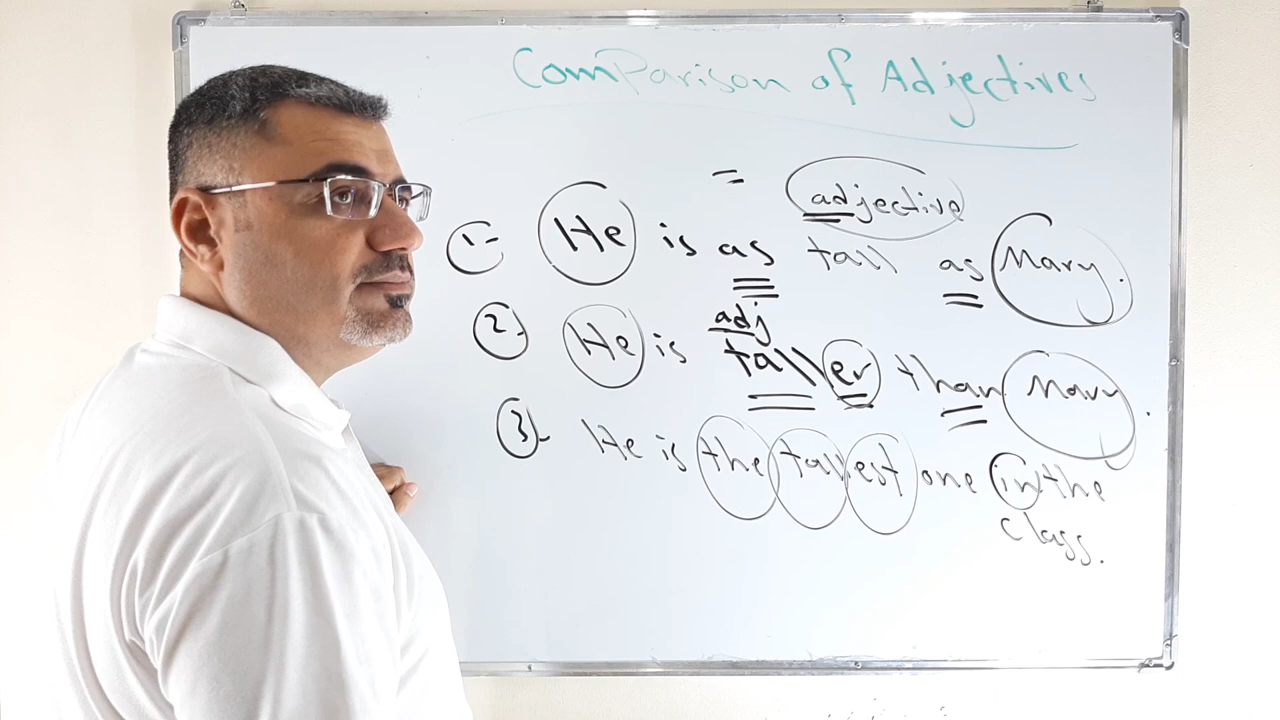 Comparison of Adjectives
= adjective
1- He is as tall as Mary.
adj
2- He is taller than Mary.
3- He is the tallest one in the
class.